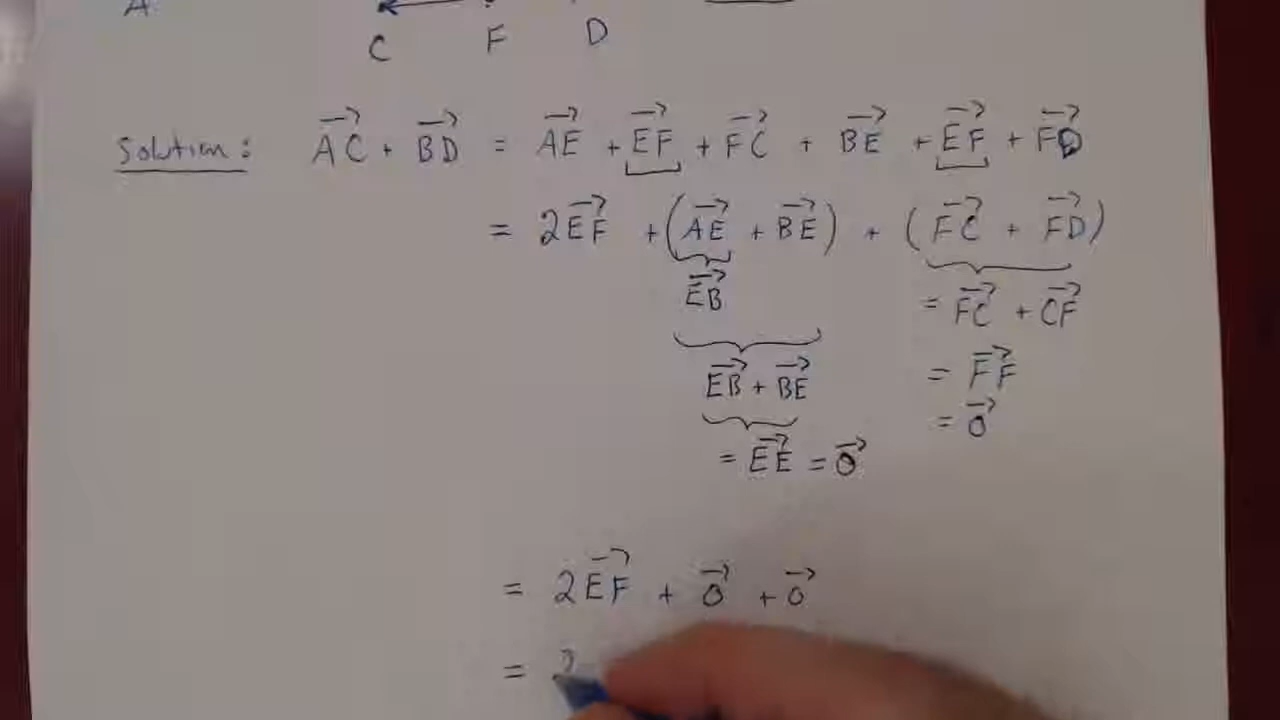 A
C F D
Solution: →AC + →BD = →AE + →EF + →FC + →BE + →EF + →FD
= 2→EF + (→AE + →BE) + (→FC + →FD)
→EB = →FC + →CF
→EB + →BE = →FF
= →EE = →0 = →0
= 2→EF + →0 + →0
= 2